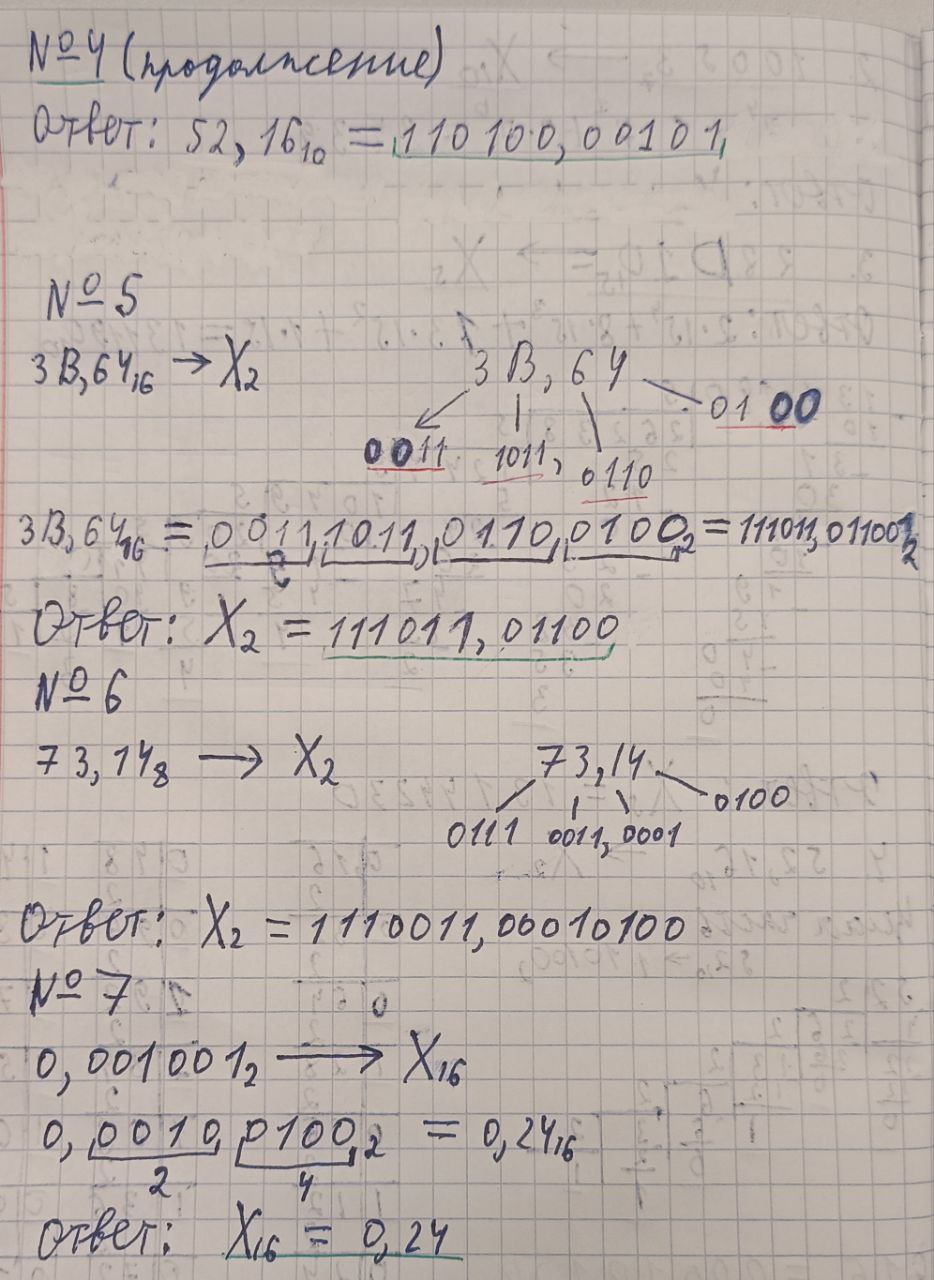 №4 (продолжение)
Ответ: 52,16₁₀ = 110100,00101
№5
3B,64₁₆ → X₂
3B,64
0011 1011, 0110 0100
3B,64₁₆ = 0011 1011, 0110 0100₂ = 111011,011001₂
Ответ: X₂ = 111011,01100
№6
73,14₈ → X₂
73,14
0111 0011, 0001 0100
Ответ: X₂ = 1110011,00010100
№7
0,001001₂ → X₁₆
0,0010 0100₂ = 0,24₁₆
2 4
Ответ: X₁₆ = 0,24